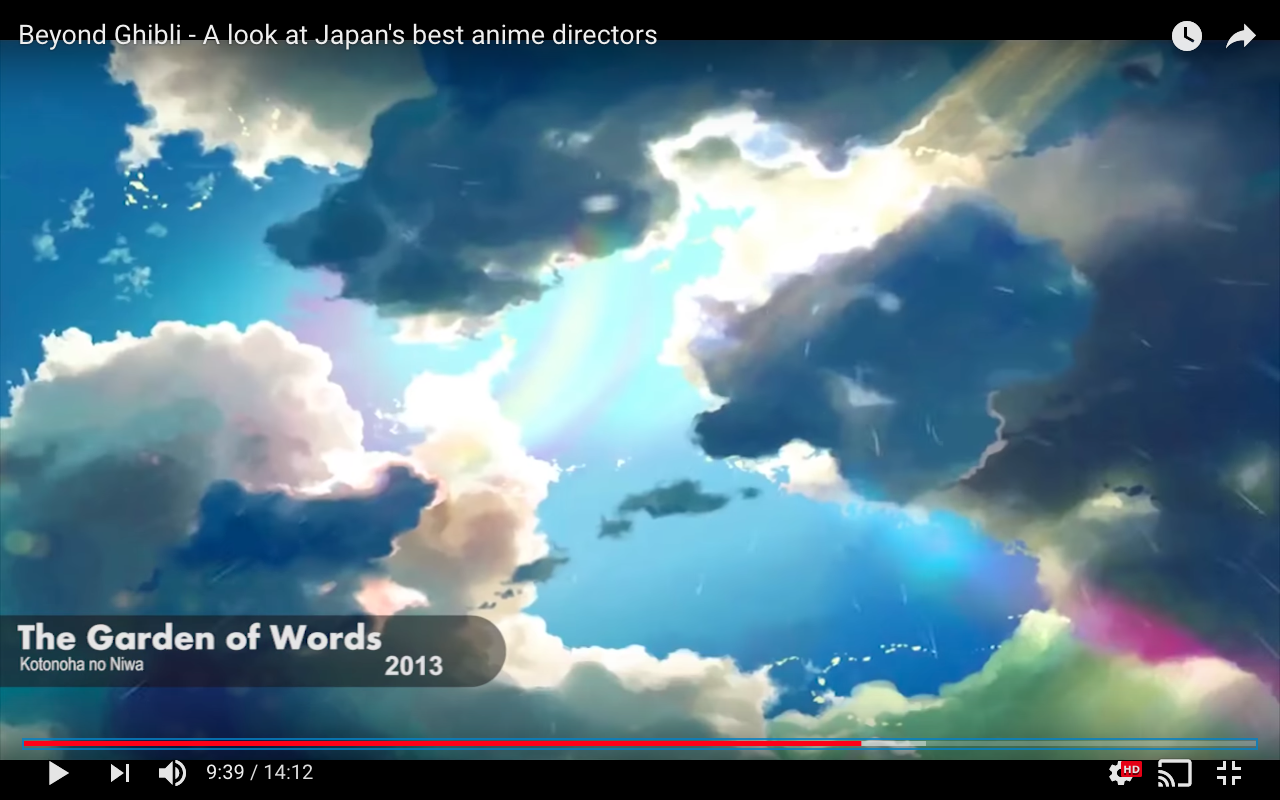 Beyond Ghibli - A look at Japan's best anime directors
The Garden of Words
Kotonoha no Niwa
2013
9:39 / 14:12
HD